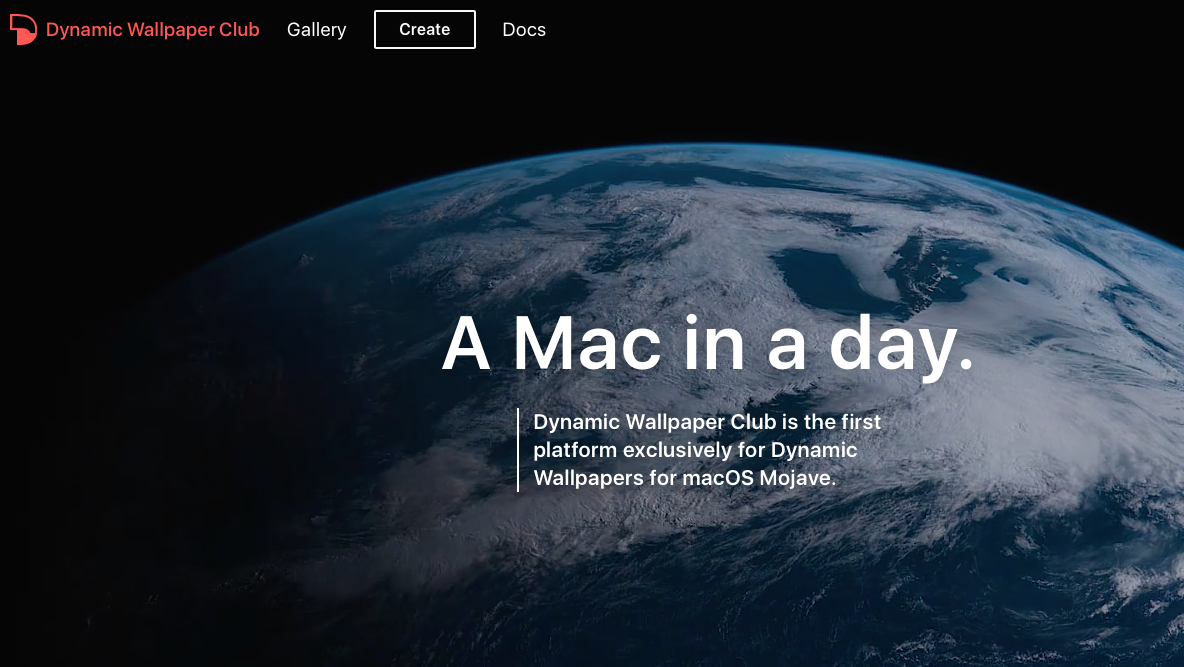 Dynamic Wallpaper Club Gallery Create Docs
A Mac in a day.
Dynamic Wallpaper Club is the first
platform exclusively for Dynamic
Wallpapers for macOS Mojave.